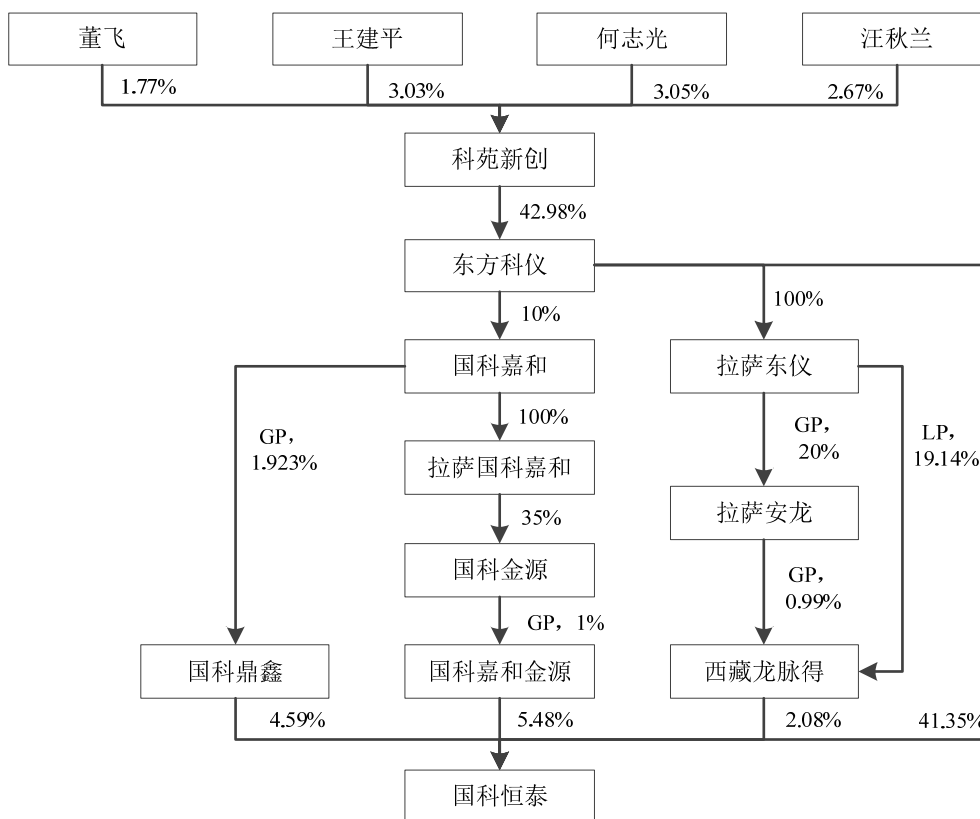 董飞
王建平
何志光
汪秋兰
1.77%
3.03%
3.05%
2.67%
科苑新创
42.98%
东方科仪
10%
100%
国科嘉和
拉萨东仪
100%
GP，
1.923%
GP，
20%
LP，
19.14%
拉萨国科嘉和
35%
拉萨安龙
国科金源
GP，
0.99%
GP，1%
国科鼎鑫
国科嘉和金源
西藏龙脉得
4.59%
5.48%
2.08%
41.35%
国科恒泰